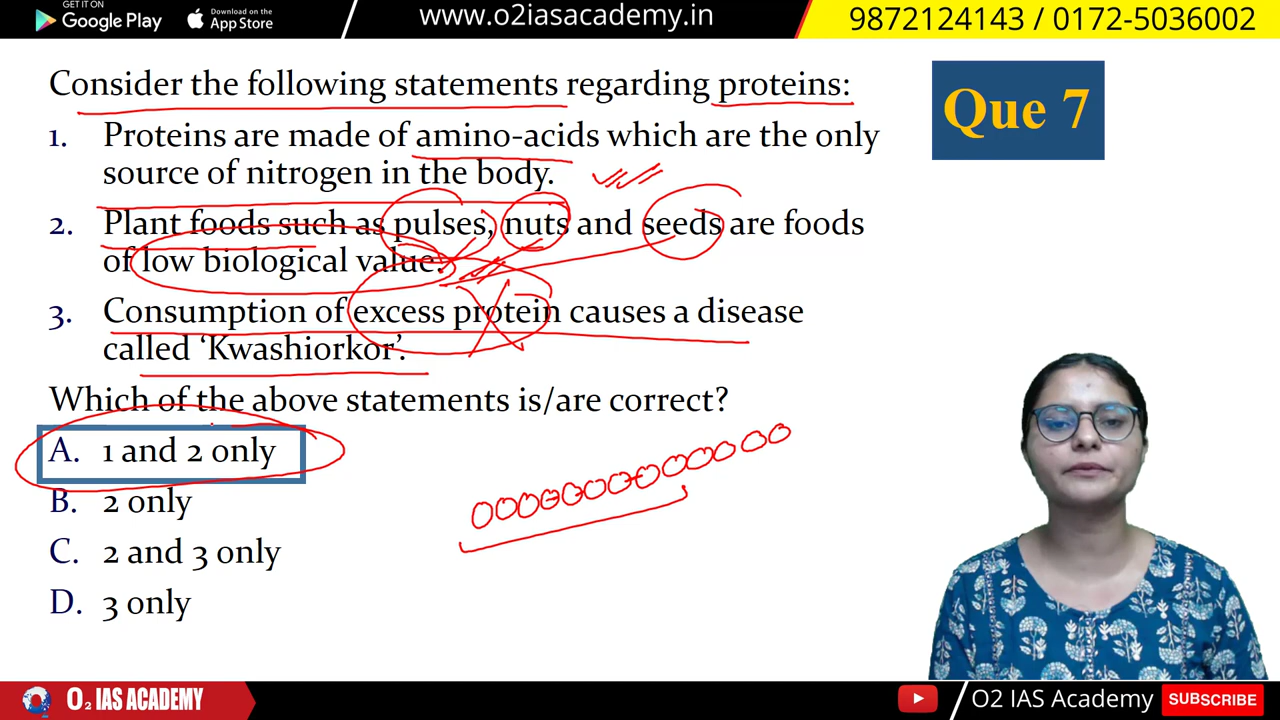 GET IT ON
Google Play
Download on the
App Store
www.o2iasacademy.in
9872124143 / 0172-5036002
Consider the following statements regarding proteins:
Que 7
1. Proteins are made of amino-acids which are the only
source of nitrogen in the body.
2. Plant foods such as pulses, nuts and seeds are foods
of low biological value.
3. Consumption of excess protein causes a disease
called ‘Kwashiorkor’.
Which of the above statements is/are correct?
A. 1 and 2 only
B. 2 only
C. 2 and 3 only
D. 3 only
O2 IAS ACADEMY
O2 IAS Academy
SUBSCRIBE